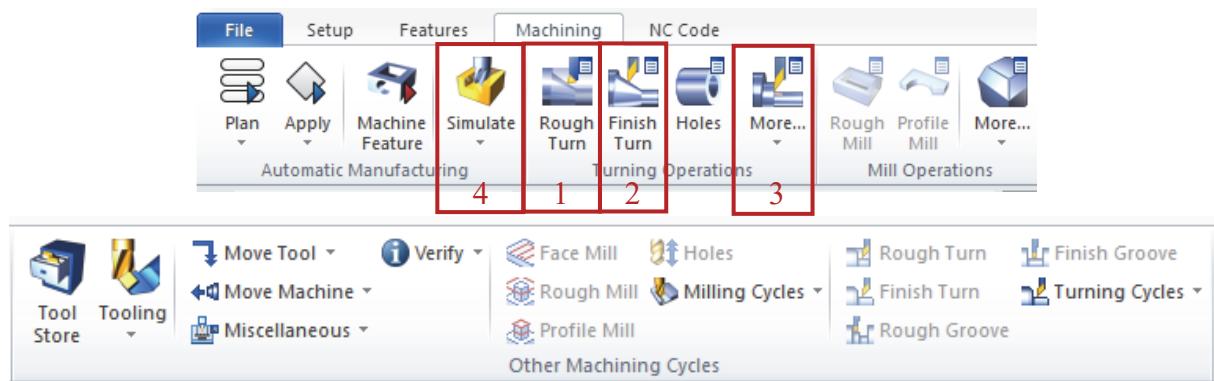 File Setup Features Machining NC Code
Plan Apply Machine Feature Simulate Rough Turn Finish Turn Holes More... Rough Mill Profile Mill More...
Automatic Manufacturing Turning Operations Mill Operations
4 1 2 3
Move Tool Verify Face Mill Holes Rough Turn Finish Groove
Tool Store Tooling Move Machine Rough Mill Milling Cycles Finish Turn Turning Cycles
Miscellaneous Profile Mill Rough Groove
Other Machining Cycles